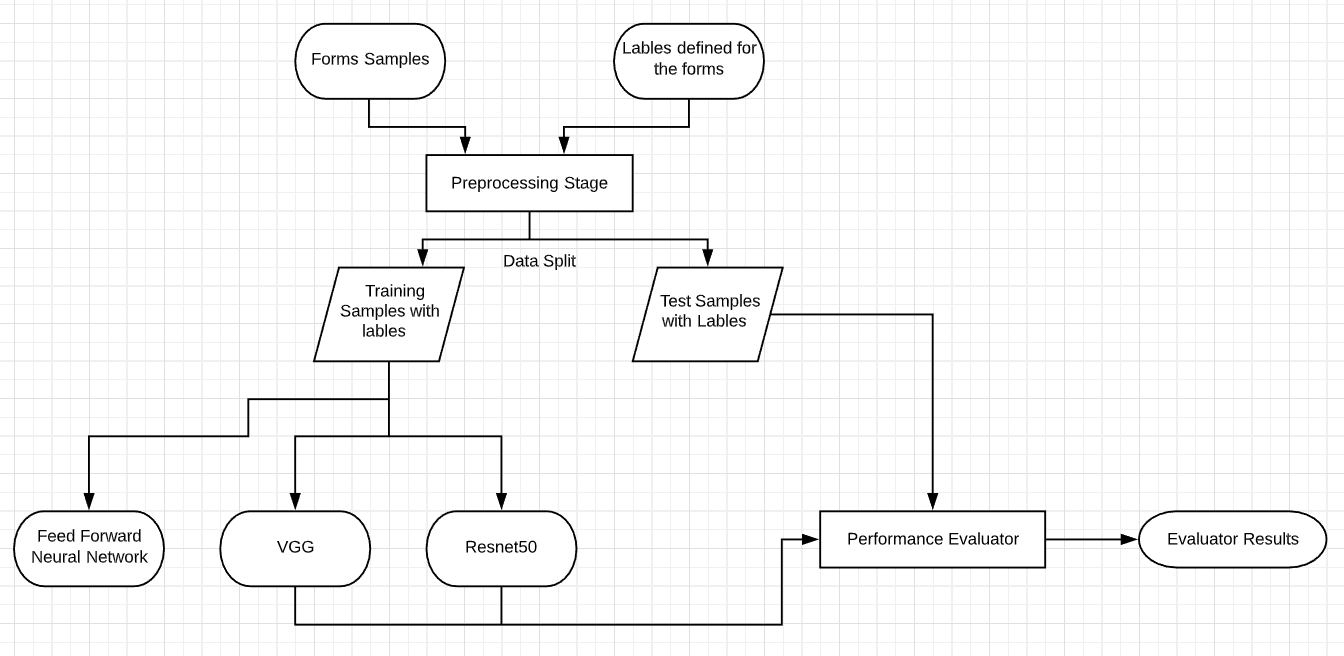 Forms Samples
Lables defined for
the forms
Preprocessing Stage
Data Split
Training
Samples with
lables
Test Samples
with Lables
Feed Forward
Neural Network
VGG
Resnet50
Performance Evaluator
Evaluator Results